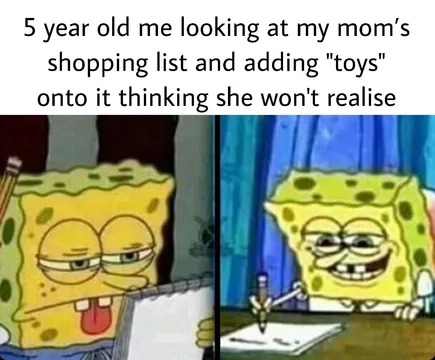 5 year old me looking at my mom’s
shopping list and adding "toys"
onto it thinking she won't realise